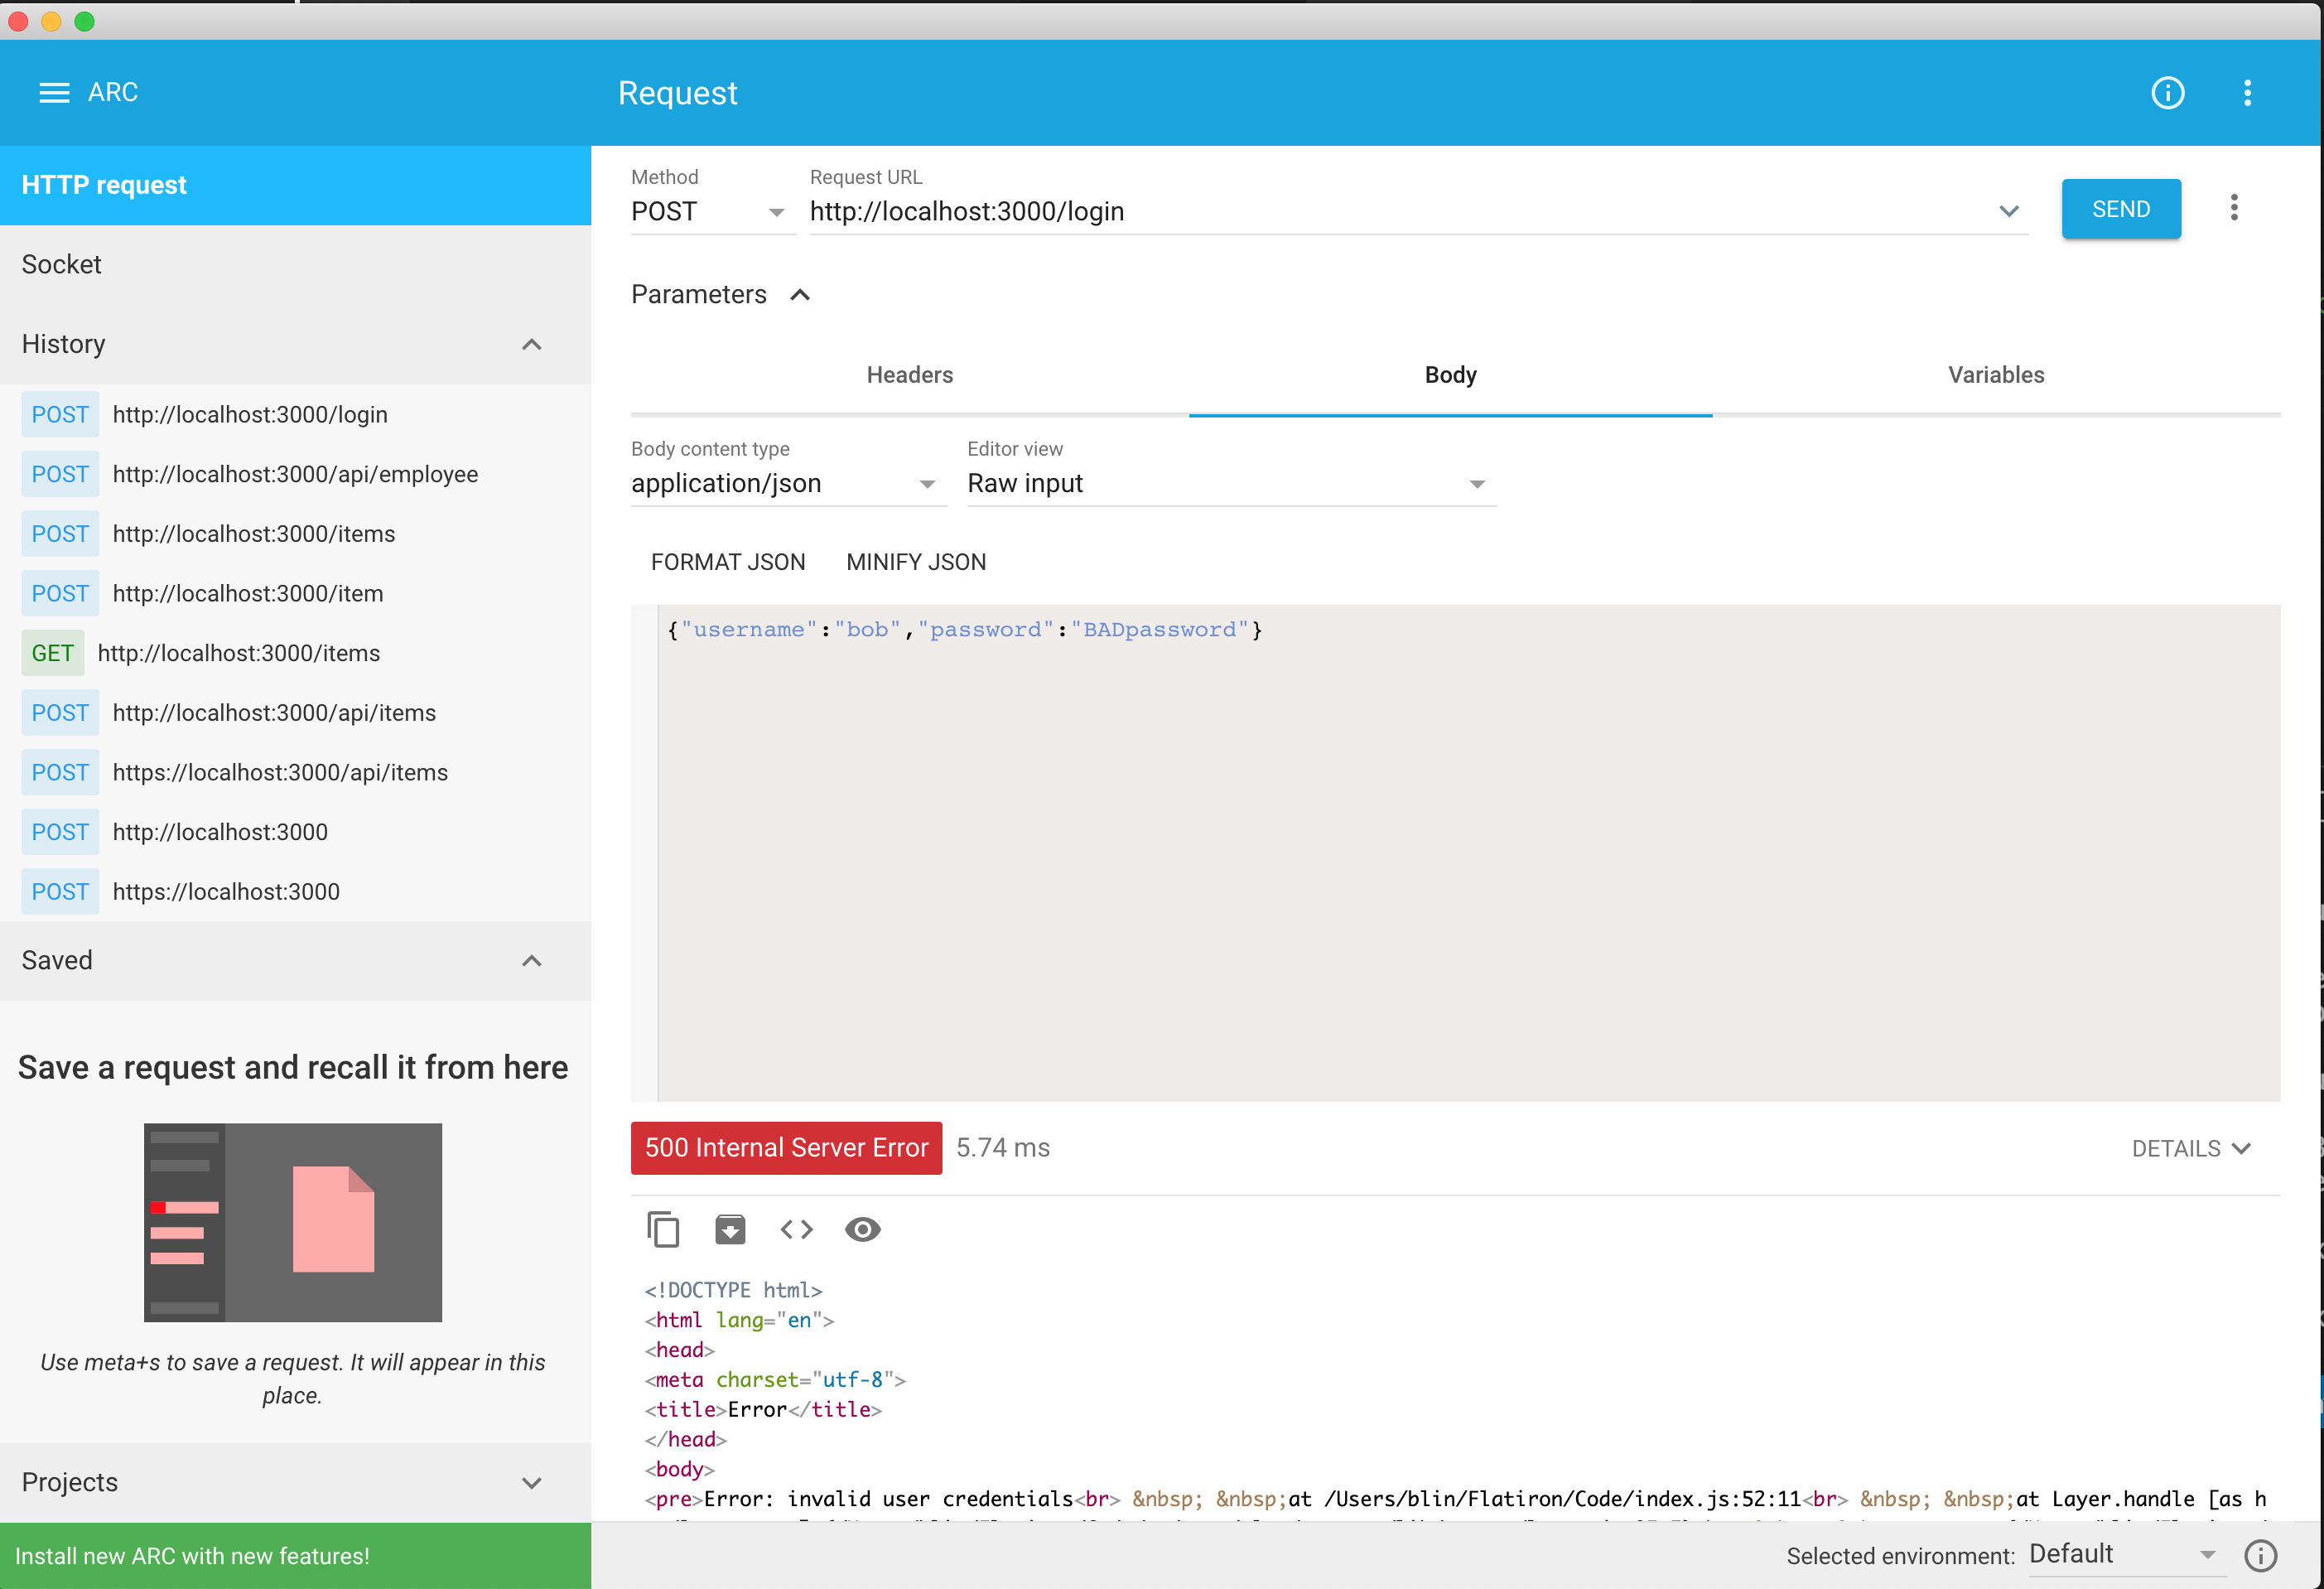 ARC
Request
HTTP request
Socket
History
POST http://localhost:3000/login
POST http://localhost:3000/api/employee
POST http://localhost:3000/items
POST http://localhost:3000/item
GET http://localhost:3000/items
POST http://localhost:3000/api/items
POST https://localhost:3000/api/items
POST http://localhost:3000
POST https://localhost:3000
Saved
Save a request and recall it from here
Use meta+s to save a request. It will appear in this
place.
Projects
Install new ARC with new features!
Method
POST
Request URL
http://localhost:3000/login
SEND
Parameters
Headers
Body
Variables
Body content type
application/json
Editor view
Raw input
FORMAT JSON
MINIFY JSON
{"username":"bob","password":"BADpassword"}
500 Internal Server Error 5.74 ms
DETAILS
<!DOCTYPE html>
<html lang="en">
<head>
<meta charset="utf-8">
<title>Error</title>
</head>
<body>
<pre>Error: invalid user credentials<br> &nbsp; &nbsp;at /Users/blin/Flatiron/Code/index.js:52:11<br> &nbsp; &nbsp;at Layer.handle [as h
Selected environment: Default